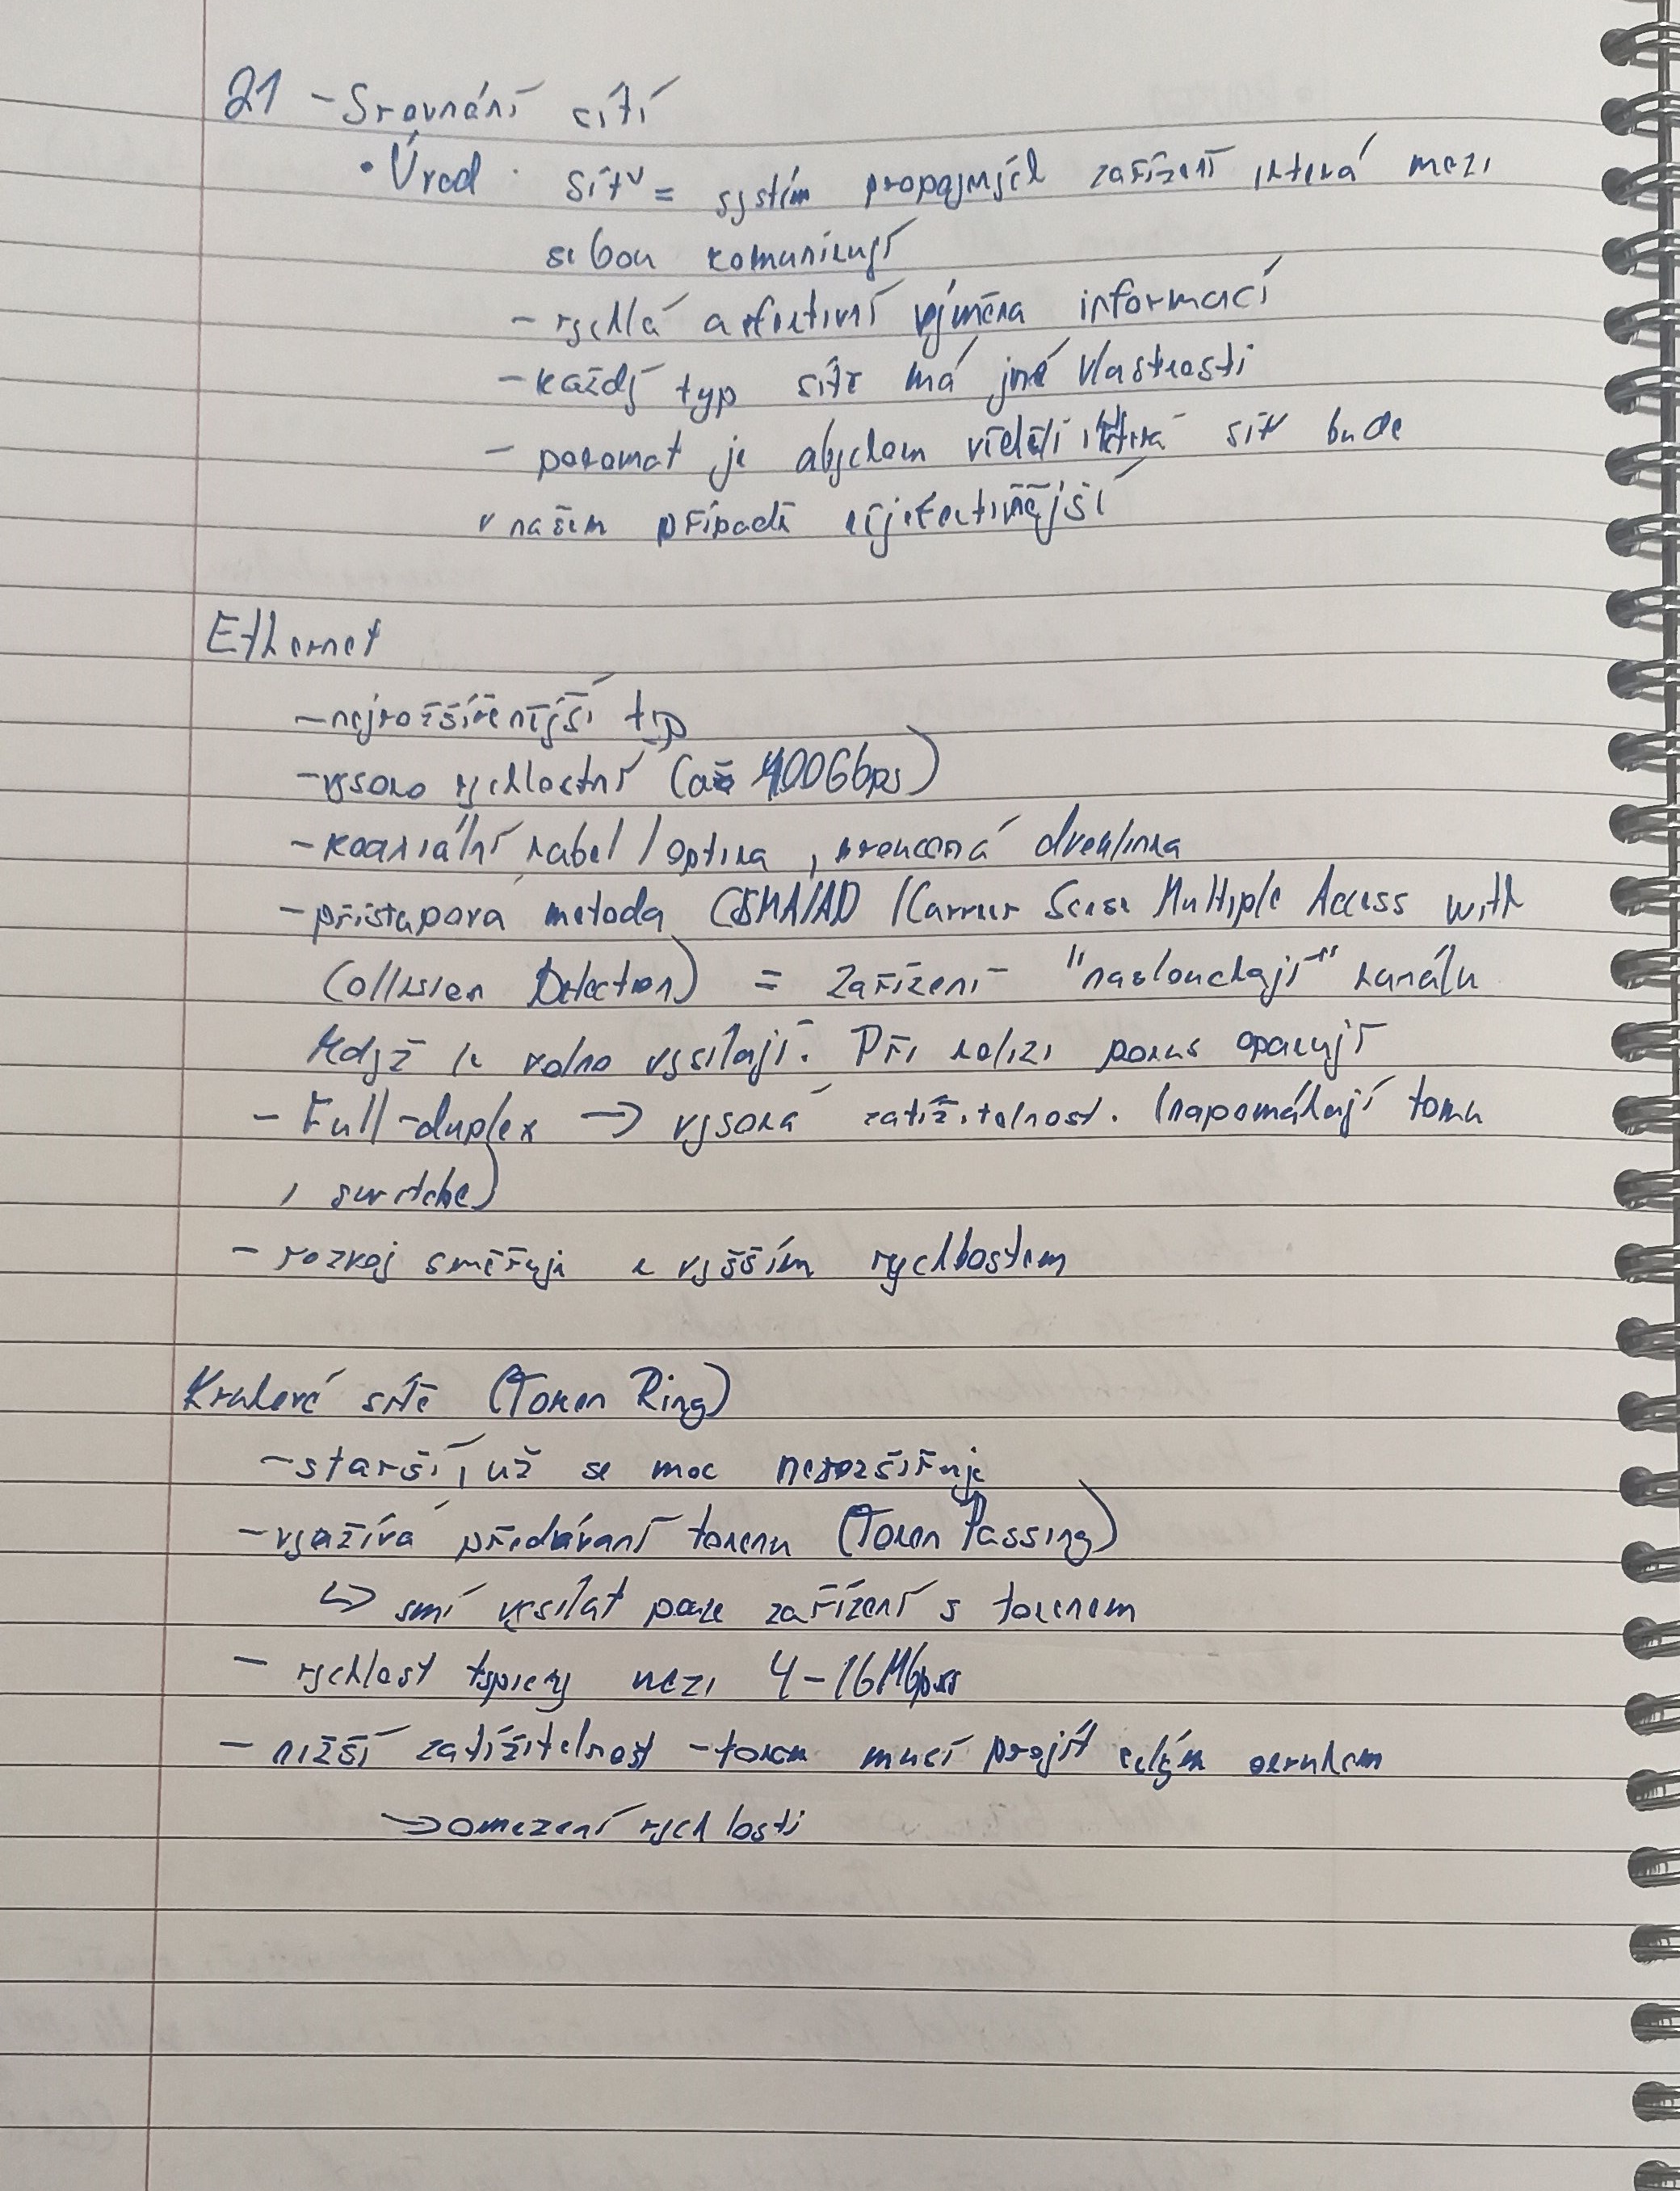 21 - Srovnání sítí
• Úvod síť = systém propojných zařízení která mezi
sebou komunikují
- rychlá a efektivní výměna informací
- každý typ sítě má jiné vlastnosti
- porovnat je abychom věděli která síť bude
v našem případě nejefektivnější
Ethernet
- nejrozšířenější typ
- vysoko rychlostní (až 400Gbps)
- koaxiální kabel / optika, kroucená dvoulinka
- přístupová metoda CSMA/AD (Carrier Sense Multiple Access with
Collision Detection) = Zařízení "naslouchají" kanálu
Když je volno vysílají. Při kolizi pokus opakují
- Full-duplex → vysoká zatížitelnost. (napomáhají tomu
i switche)
- rozvoj směřuje k vyšším rychlostem
Kruhové sítě (Token Ring)
- starší, už se moc nerozšiřuje
- využívá předávání tokenu (Token Passing)
↳ smí vysílat pouze zařízení s tokenem
- rychlost typicky mezi 4-16Mbps
- nižší zatížitelnost - token musí projít celým okruhem
→ omezení rychlosti